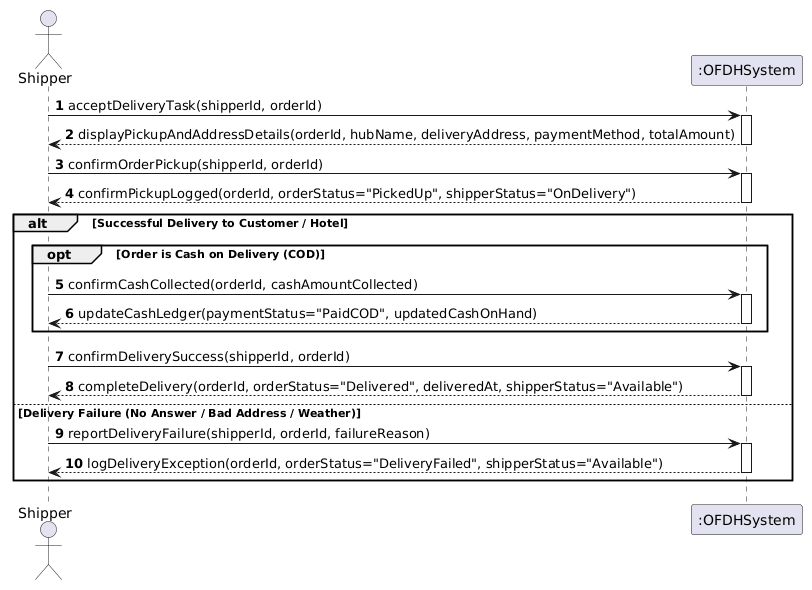 Shipper
:OFDHSystem
1 acceptDeliveryTask(shipperId, orderId)
2 displayPickupAndAddressDetails(orderId, hubName, deliveryAddress, paymentMethod, totalAmount)
3 confirmOrderPickup(shipperId, orderId)
4 confirmPickupLogged(orderId, orderStatus="PickedUp", shipperStatus="OnDelivery")
alt [Successful Delivery to Customer / Hotel]
opt [Order is Cash on Delivery (COD)]
5 confirmCashCollected(orderId, cashAmountCollected)
6 updateCashLedger(paymentStatus="PaidCOD", updatedCashOnHand)
7 confirmDeliverySuccess(shipperId, orderId)
8 completeDelivery(orderId, orderStatus="Delivered", deliveredAt, shipperStatus="Available")
[Delivery Failure (No Answer / Bad Address / Weather)]
9 reportDeliveryFailure(shipperId, orderId, failureReason)
10 logDeliveryException(orderId, orderStatus="DeliveryFailed", shipperStatus="Available")
Shipper
:OFDHSystem